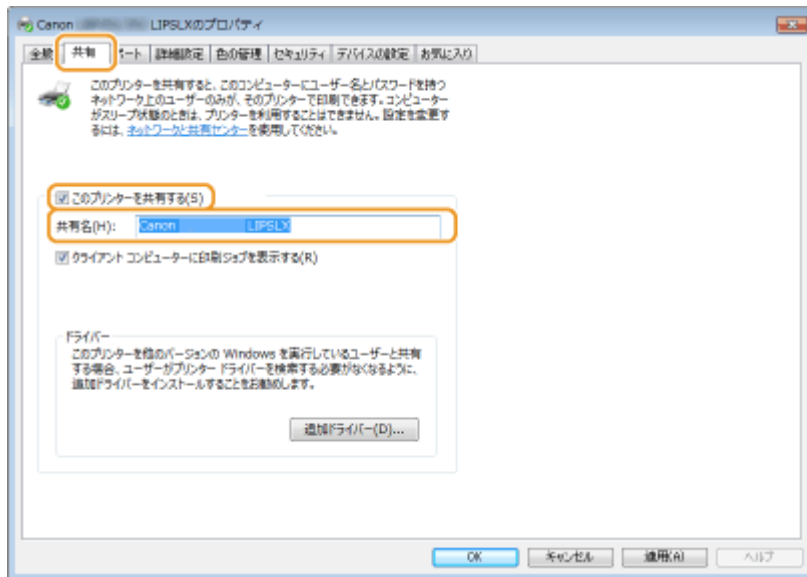 Canon LIPSLXのプロパティ
全般 共有 ポート 詳細設定 色の管理 セキュリティ デバイスの設定 お気に入り
このプリンターを共有すると、このコンピューターにユーザー名とパスワードを持つ
ネットワーク上のユーザーのみが、そのプリンターで印刷できます。コンピューター
がスリープ状態のときは、プリンターを利用することはできません。設定を変更す
るには、ネットワークと共有センターを使用してください。
このプリンターを共有する(S)
共有名(H): Canon LIPSLX
クライアント コンピューターに印刷ジョブを表示する(R)
ドライバー
このプリンターを他のバージョンの Windows を実行しているユーザーと共有
する場合、ユーザーがプリンター ドライバーを検索する必要がなくなるように、
追加ドライバーをインストールすることをお勧めします。
追加ドライバー(D)...
OK キャンセル 適用(A) ヘルプ